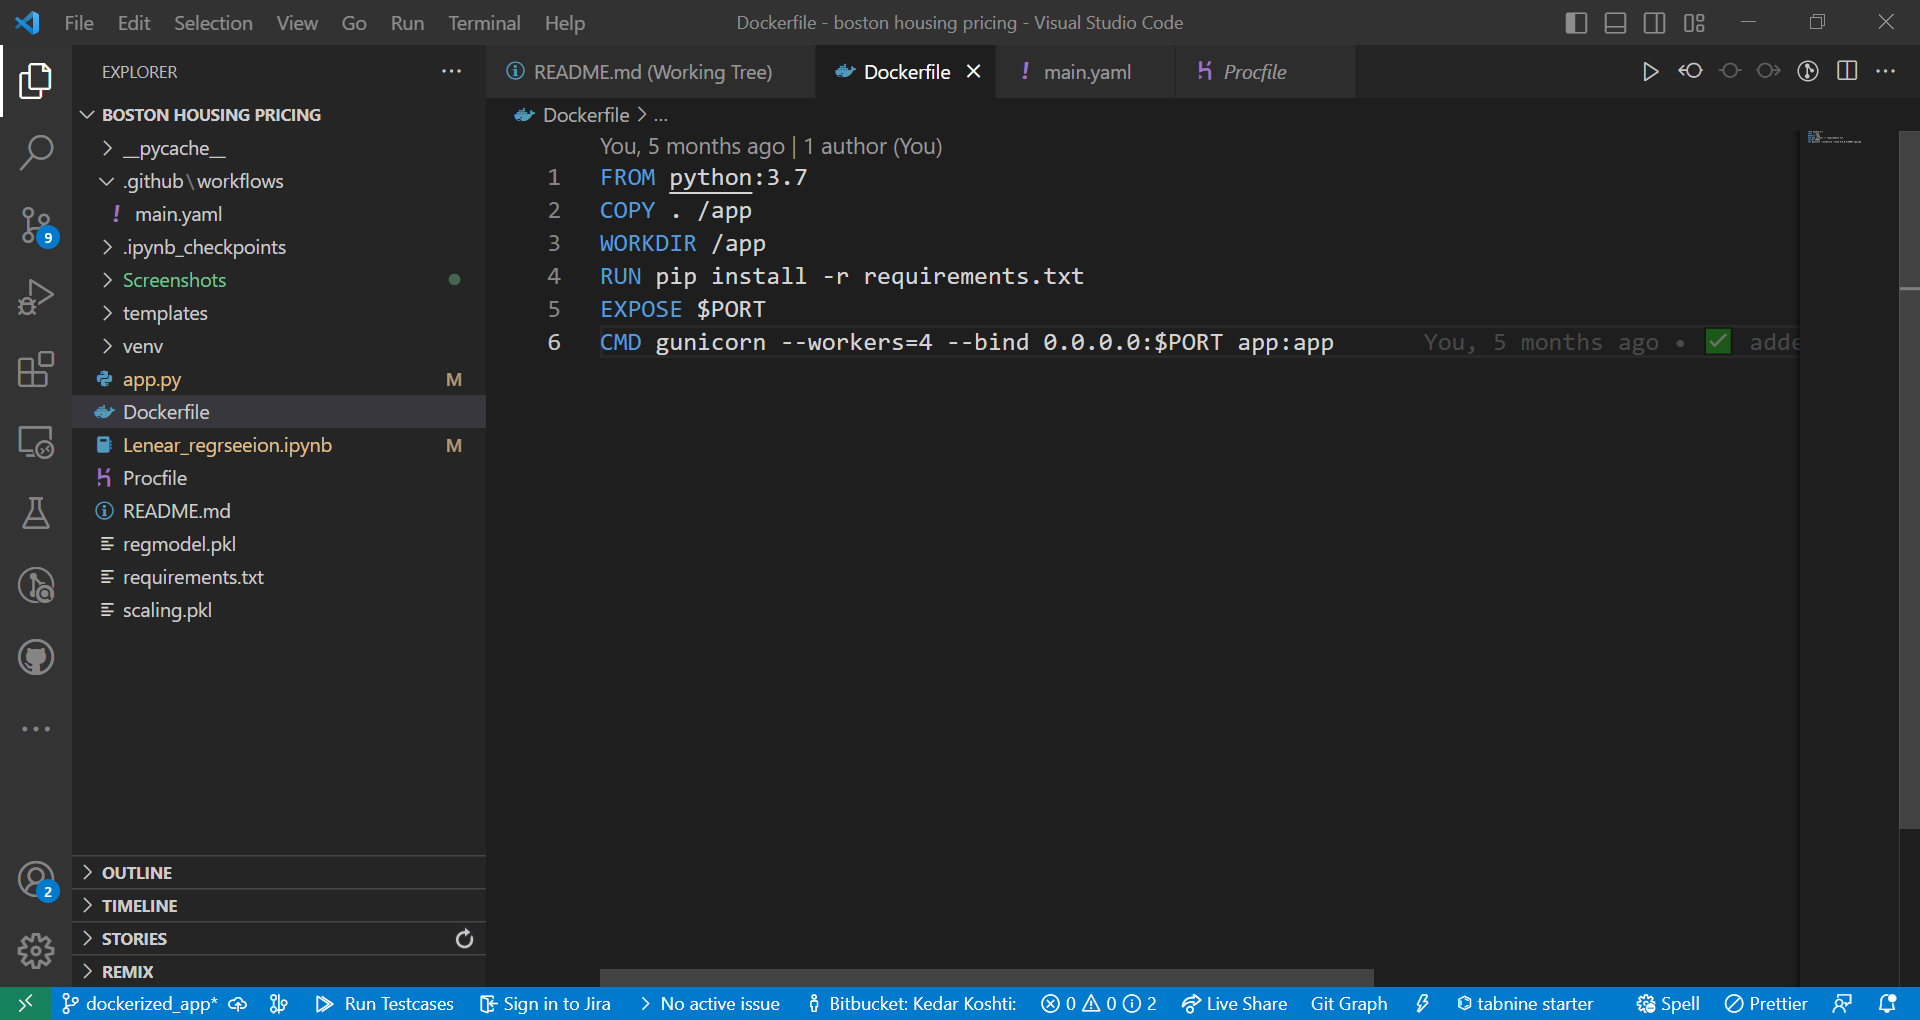 File Edit Selection View Go Run Terminal Help
Dockerfile - boston housing pricing - Visual Studio Code
EXPLORER
BOSTON HOUSING PRICING
__pycache__
.github\workflows
! main.yaml
.ipynb_checkpoints
Screenshots
templates
venv
app.py M
Dockerfile
Lenear_regrseeion.ipynb M
Procfile
README.md
regmodel.pkl
requirements.txt
scaling.pkl
OUTLINE
TIMELINE
STORIES
REMIX
9
2
README.md (Working Tree)
Dockerfile
! main.yaml
Procfile
Dockerfile > ...
You, 5 months ago | 1 author (You)
1 FROM python:3.7
2 COPY . /app
3 WORKDIR /app
4 RUN pip install -r requirements.txt
5 EXPOSE $PORT
6 CMD gunicorn --workers=4 --bind 0.0.0.0:$PORT app:app You, 5 months ago • ✅ adde
dockerized_app* Run Testcases Sign in to Jira No active issue Bitbucket: Kedar Koshti: 0 0 2 Live Share Git Graph tabnine starter Spell Prettier